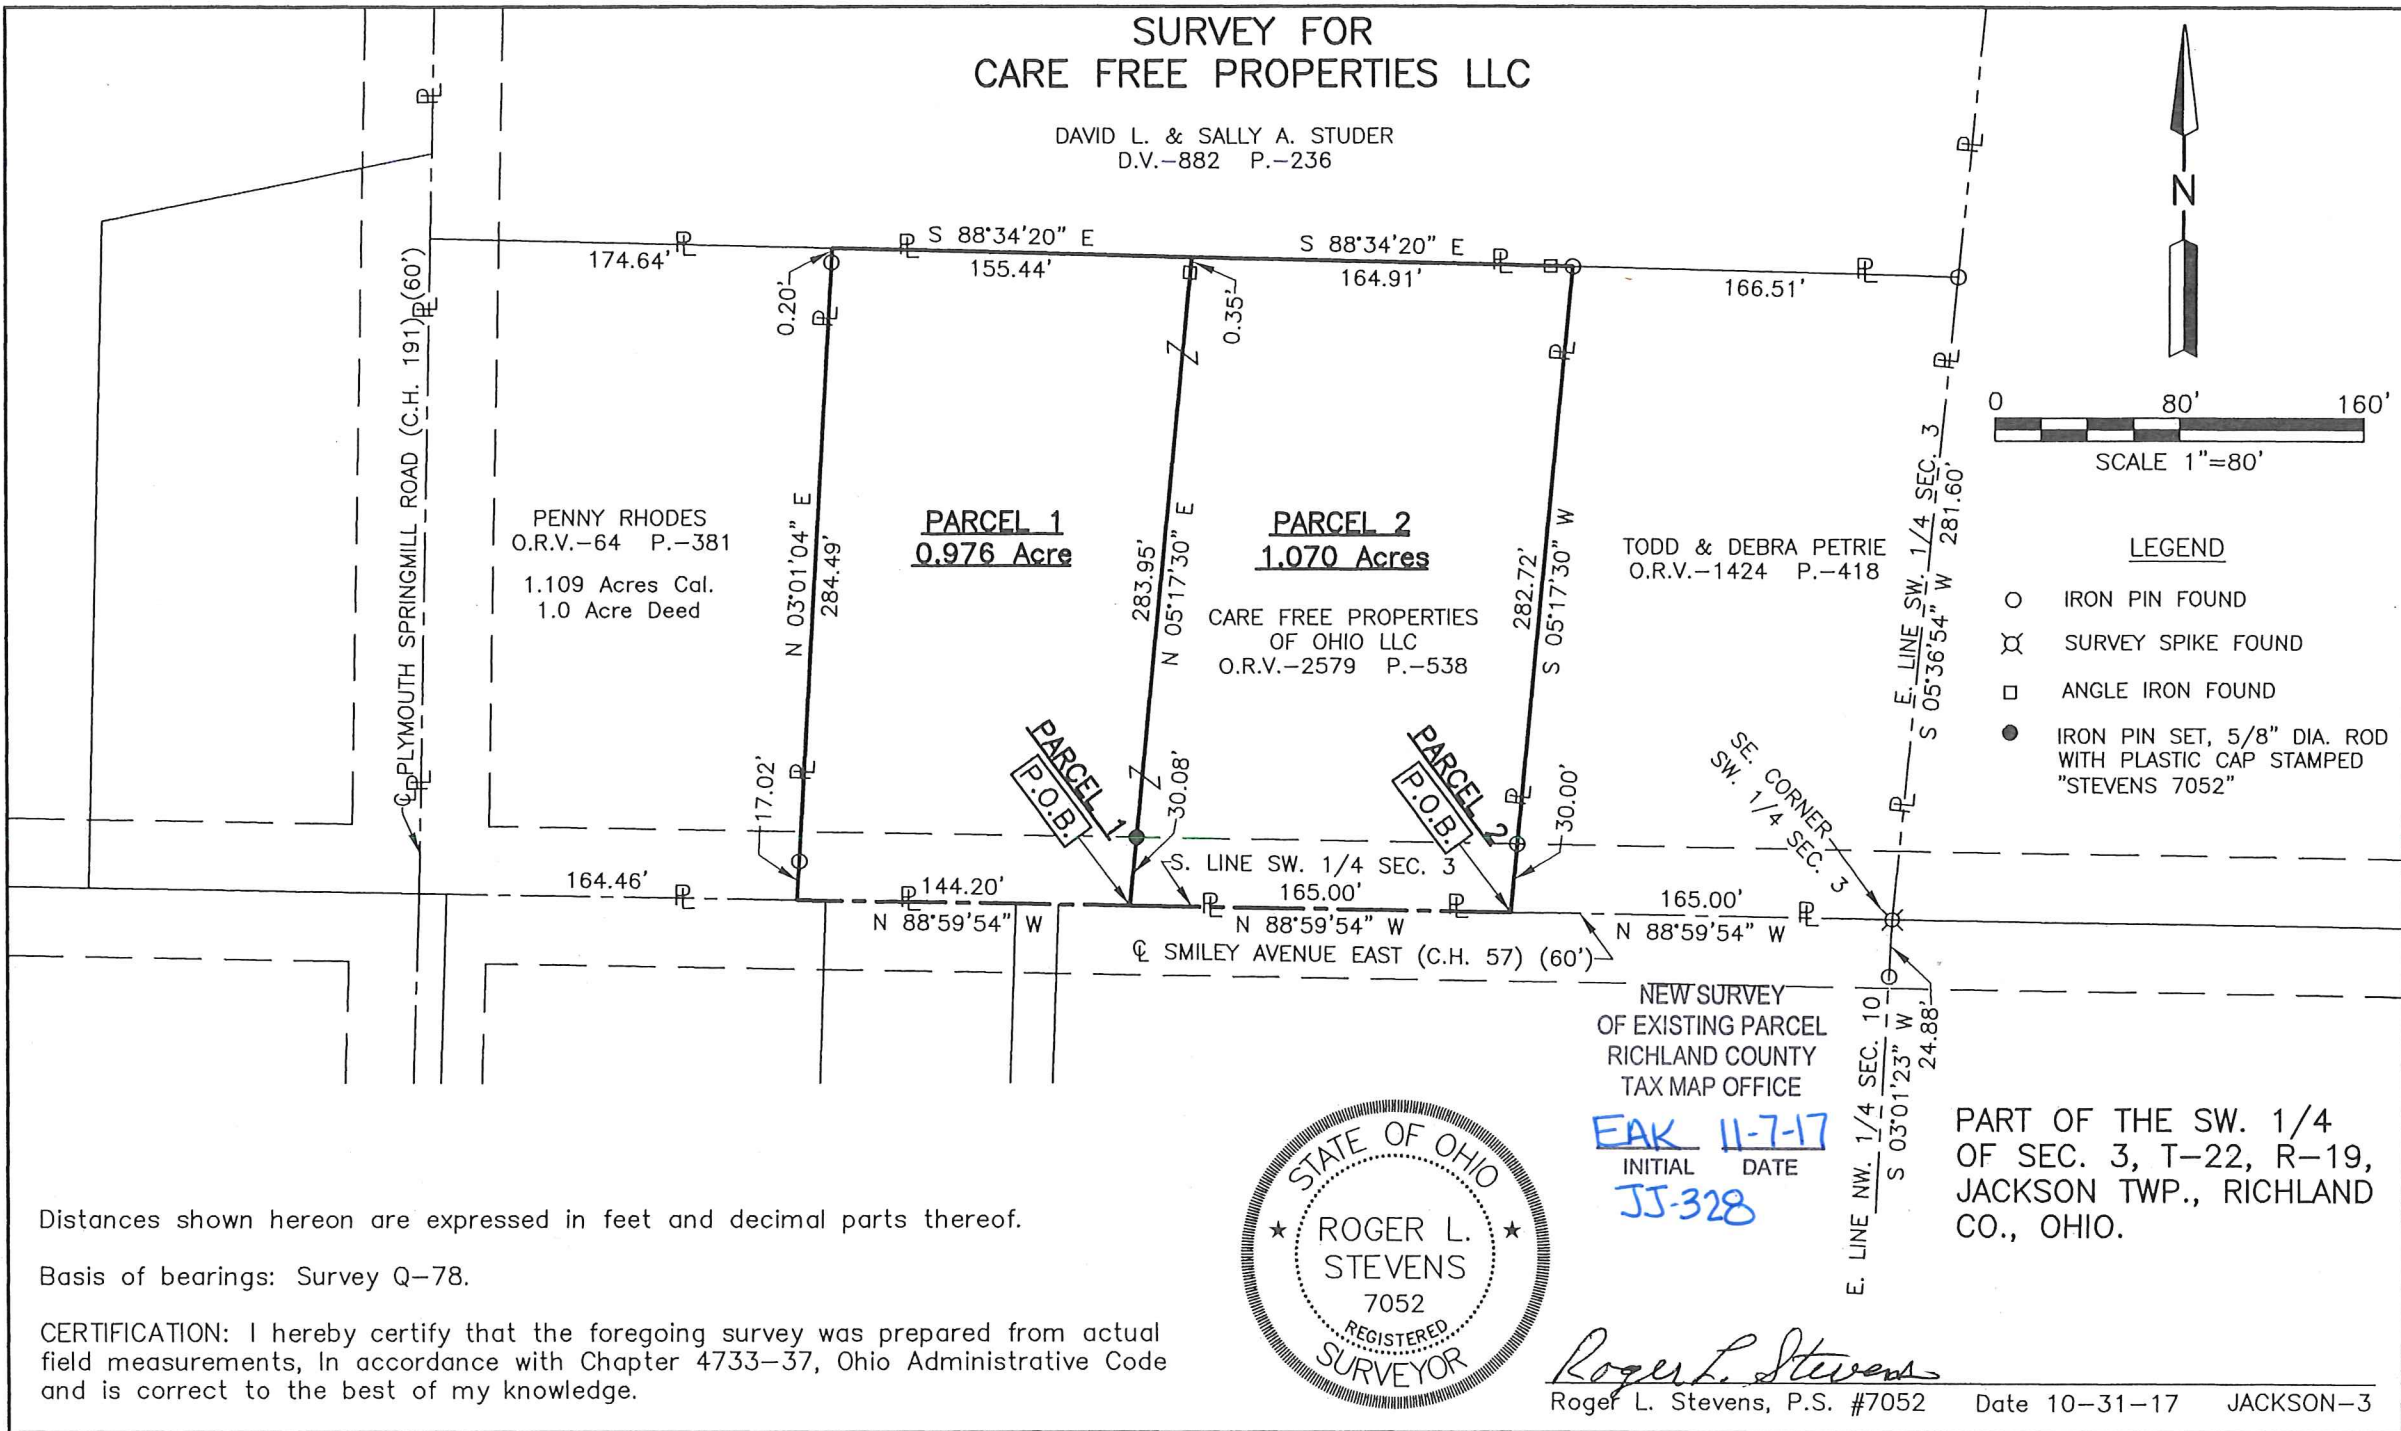 SURVEY FOR
CARE FREE PROPERTIES LLC
DAVID L. & SALLY A. STUDER
D.V.-882 P.-236
N
0 80' 160'
SCALE 1"=80'
LEGEND
IRON PIN FOUND
SURVEY SPIKE FOUND
ANGLE IRON FOUND
IRON PIN SET, 5/8" DIA. ROD
WITH PLASTIC CAP STAMPED
"STEVENS 7052"
174.64'
0.20'
S 88°34'20" E
155.44'
0.35'
S 88°34'20" E
164.91'
166.51'
PLYMOUTH SPRINGMILL ROAD (C.H. 191) (60')
PENNY RHODES
O.R.V.-64 P.-381
1.109 Acres Cal.
1.0 Acre Deed
N 03°01'04" E
284.49'
PARCEL 1
0.976 Acre
283.95'
N 05°17'30" E
PARCEL 2
1.070 Acres
CARE FREE PROPERTIES
OF OHIO LLC
O.R.V.-2579 P.-538
282.72'
S 05°17'30" W
TODD & DEBRA PETRIE
O.R.V.-1424 P.-418
E. LINE SW. 1/4 SEC. 3
S 05°36'54" W 281.60'
17.02'
PARCEL 1
P.O.B.
30.08'
PARCEL 2
P.O.B.
30.00'
SE. CORNER
SW. 1/4 SEC. 3
S. LINE SW. 1/4 SEC. 3
164.46'
144.20'
N 88°59'54" W
165.00'
N 88°59'54" W
165.00'
N 88°59'54" W
℄ SMILEY AVENUE EAST (C.H. 57) (60')
E. LINE NW. 1/4 SEC. 10
S 03°01'23" W
24.88'
NEW SURVEY
OF EXISTING PARCEL
RICHLAND COUNTY
TAX MAP OFFICE
EAK 11-7-17
INITIAL DATE
JJ-328
PART OF THE SW. 1/4
OF SEC. 3, T-22, R-19,
JACKSON TWP., RICHLAND
CO., OHIO.
STATE OF OHIO
ROGER L.
STEVENS
7052
REGISTERED
SURVEYOR
Distances shown hereon are expressed in feet and decimal parts thereof.
Basis of bearings: Survey Q-78.
CERTIFICATION: I hereby certify that the foregoing survey was prepared from actual
field measurements, In accordance with Chapter 4733-37, Ohio Administrative Code
and is correct to the best of my knowledge.
Roger L. Stevens
Roger L. Stevens, P.S. #7052 Date 10-31-17 JACKSON-3